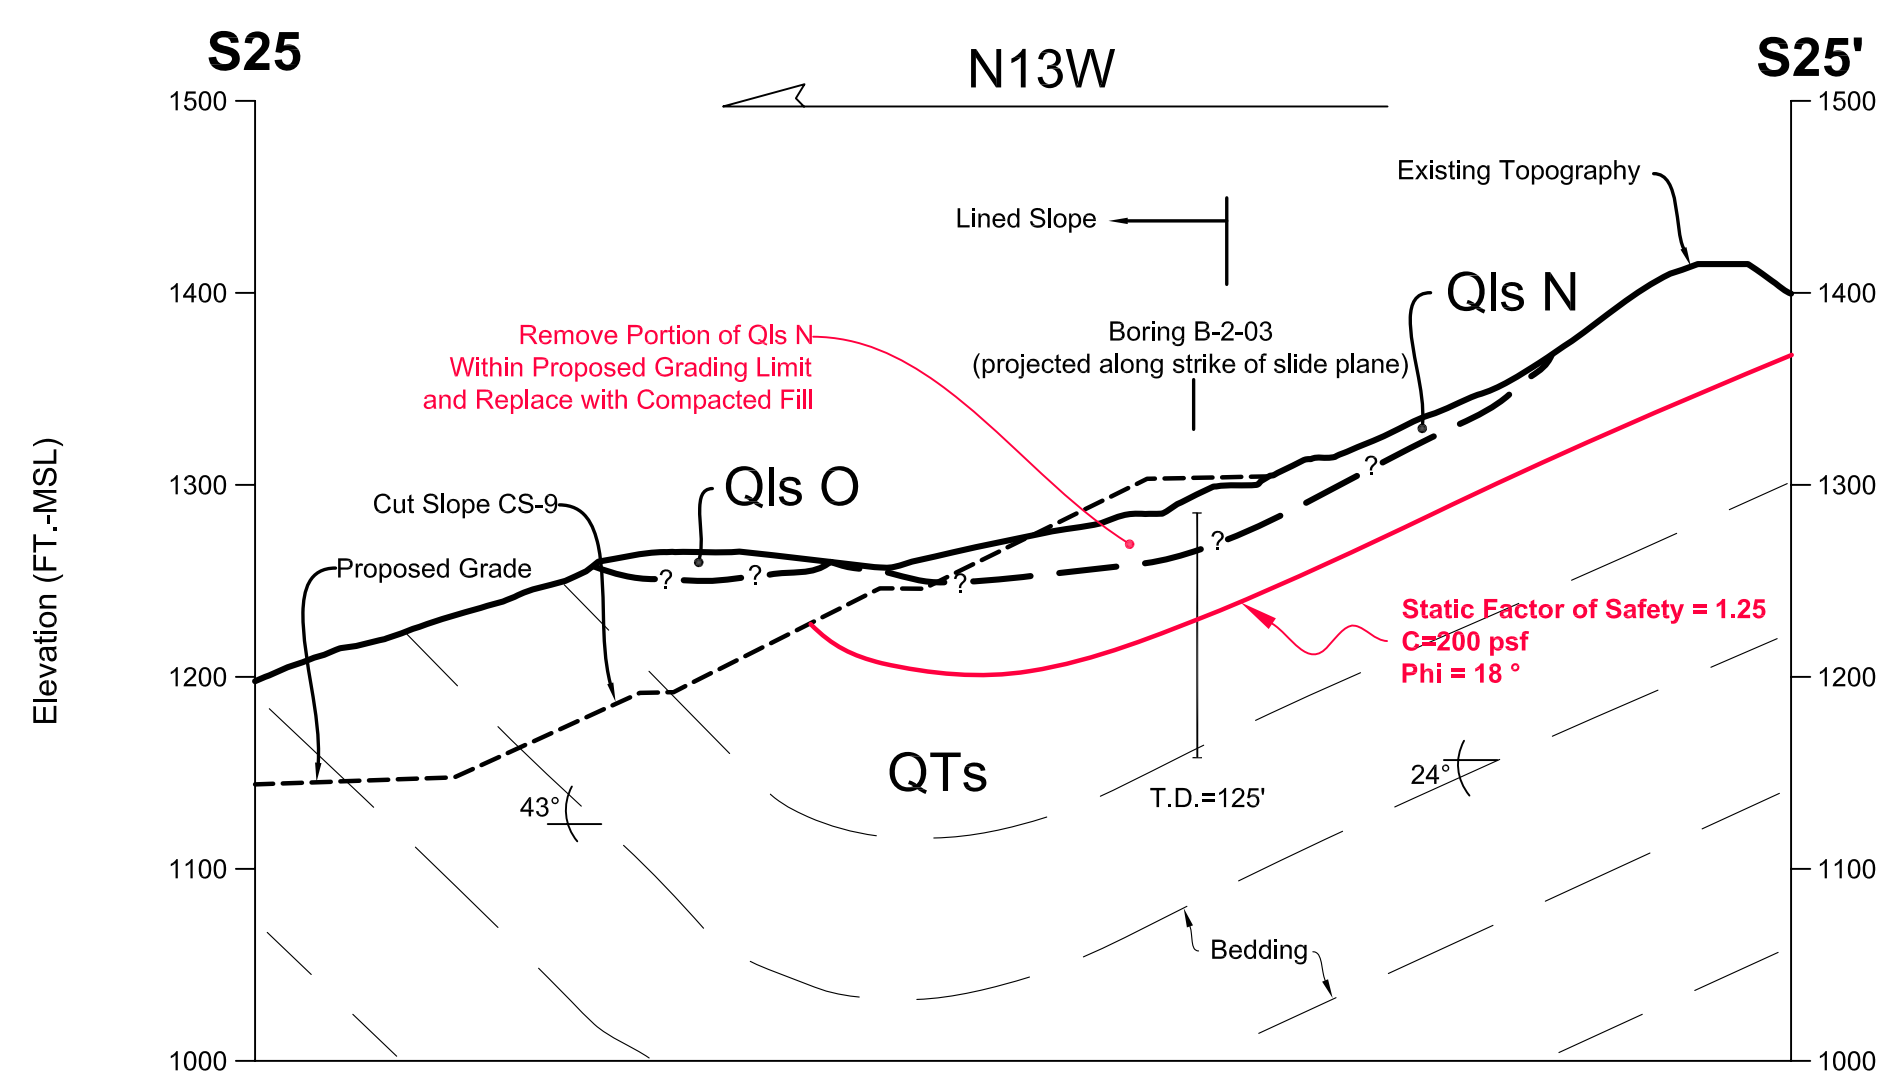 S25
N13W
S25'
1500
1500
Existing Topography
Lined Slope
1400
Qls N
1400
Remove Portion of Qls N
Within Proposed Grading Limit
and Replace with Compacted Fill
Boring B-2-03
(projected along strike of slide plane)
Elevation (FT.-MSL)
1300
Qls O
?
1300
Cut Slope CS-9
?
Proposed Grade
?
?
?
Static Factor of Safety = 1.25
C=200 psf
Phi = 18 °
1200
1200
QTs
24°
43°
T.D.=125'
1100
1100
Bedding
1000
1000